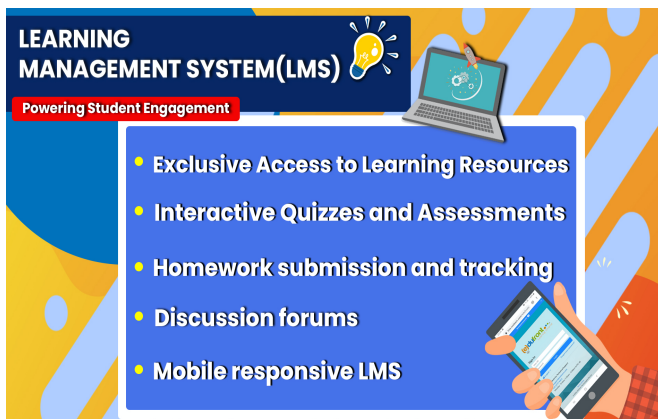 LEARNING
MANAGEMENT SYSTEM(LMS)
Powering Student Engagement
Exclusive Access to Learning Resources
Interactive Quizzes and Assessments
Homework submission and tracking
Discussion forums
Mobile responsive LMS